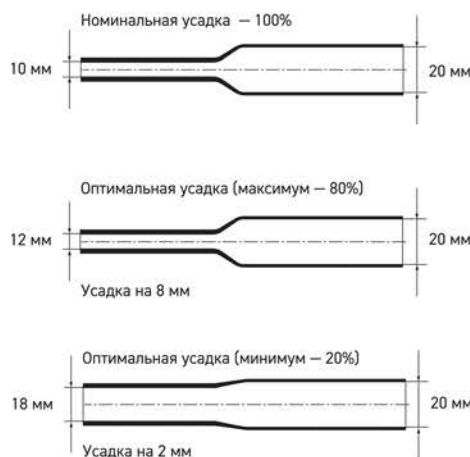 Номинальная усадка — 100%
10 мм
20 мм
Оптимальная усадка (максимум — 80%)
12 мм
20 мм
Усадка на 8 мм
Оптимальная усадка (минимум — 20%)
18 мм
20 мм
Усадка на 2 мм